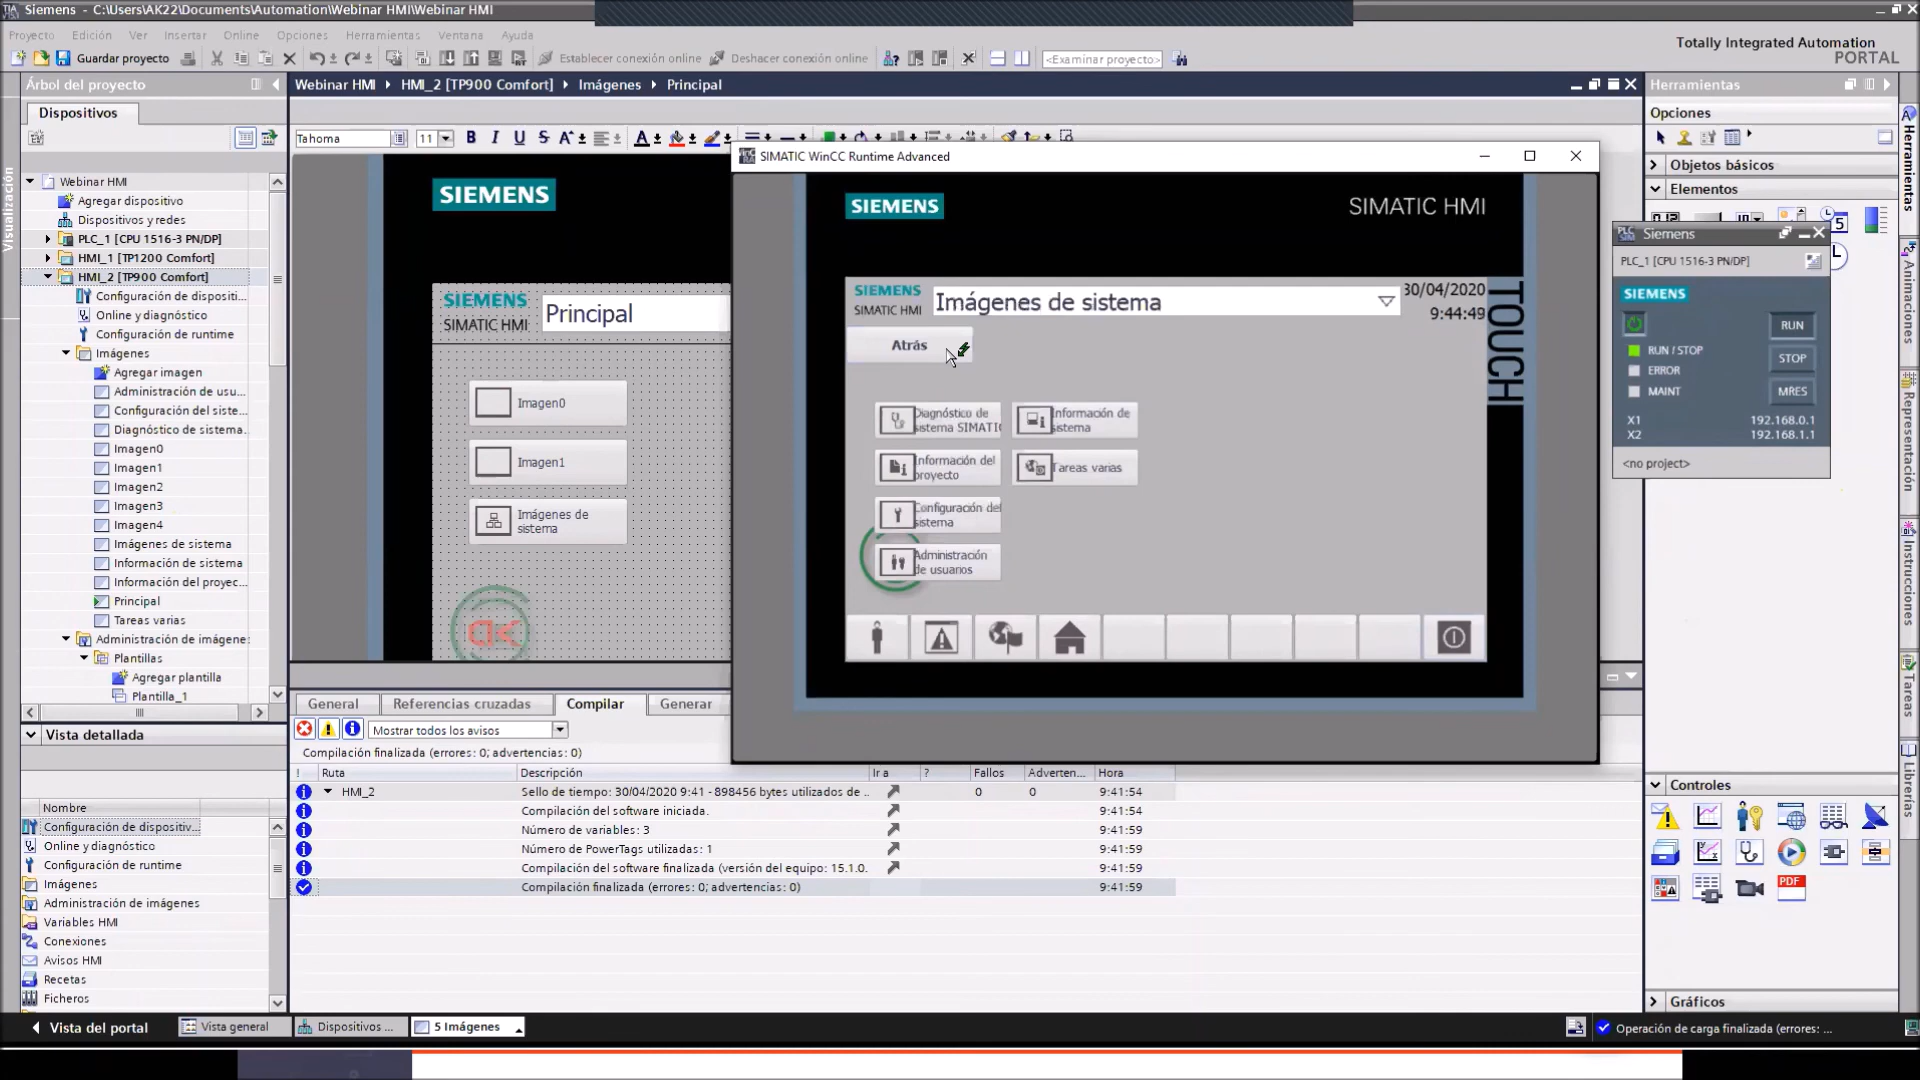 Siemens - C:\Users\AK22\Documents\Automation\Webinar HMI\Webinar HMI
Proyecto Edición Ver Insertar Online Opciones Herramientas Ventana Ayuda
Guardar proyecto
Establecer conexión online
Deshacer conexión online
<Examinar proyecto>
Totally Integrated Automation
PORTAL
Árbol del proyecto
Dispositivos
Visualización
Webinar HMI
Agregar dispositivo
Dispositivos y redes
PLC_1 [CPU 1516-3 PN/DP]
HMI_1 [TP1200 Comfort]
HMI_2 [TP900 Comfort]
Configuración de dispositi...
Online y diagnóstico
Configuración de runtime
Imágenes
Agregar imagen
Administración de usu...
Configuración del siste...
Diagnóstico de sistema...
Imagen0
Imagen1
Imagen2
Imagen3
Imagen4
Imágenes de sistema
Información de sistema
Información del proyec...
Principal
Tareas varias
Administración de imágene:
Plantillas
Agregar plantilla
Plantilla_1
Vista detallada
Nombre
Configuración de dispositiv...
Online y diagnóstico
Configuración de runtime
Imágenes
Administración de imágenes
Variables HMI
Conexiones
Avisos HMI
Recetas
Ficheros
Webinar HMI HMI_2 [TP900 Comfort] Imágenes Principal
Tahoma 11 B I U S A A
SIEMENS
SIEMENS
SIMATIC HMI
Principal
Imagen0
Imagen1
Imágenes de
sistema
SIMATIC WinCC Runtime Advanced
SIEMENS
SIMATIC HMI
SIEMENS
SIMATIC HMI
Imágenes de sistema
30/04/2020
9:44:49
TOUCH
Atrás
Diagnóstico de
sistema SIMATIC
Información de
sistema
Información del
proyecto
Tareas varias
Configuración del
sistema
Administración
de usuarios
General Referencias cruzadas Compilar Generar
Mostrar todos los avisos
Compilación finalizada (errores: 0; advertencias: 0)
! Ruta Descripción Ir a ? Fallos Adverten... Hora
HMI_2 Sello de tiempo: 30/04/2020 9:41 - 898456 bytes utilizados de .. 0 0 9:41:54
Compilación del software iniciada. 9:41:54
Número de variables: 3 9:41:59
Número de PowerTags utilizadas: 1 9:41:59
Compilación del software finalizada (versión del equipo: 15.1.0. 9:41:59
Compilación finalizada (errores: 0; advertencias: 0) 9:41:59
Herramientas
Opciones
Objetos básicos
Elementos
Siemens
PLC_1 [CPU 1516-3 PN/DP]
SIEMENS
RUN
RUN / STOP
STOP
ERROR
MAINT
MRES
X1 192.168.0.1
X2 192.168.1.1
<no project>
Controles
PDF
Gráficos
Herramientas
Animaciones
Representación
Instrucciones
Tareas
Librerías
Vista del portal
Vista general
Dispositivos ...
5 Imágenes
Operación de carga finalizada (errores: ...